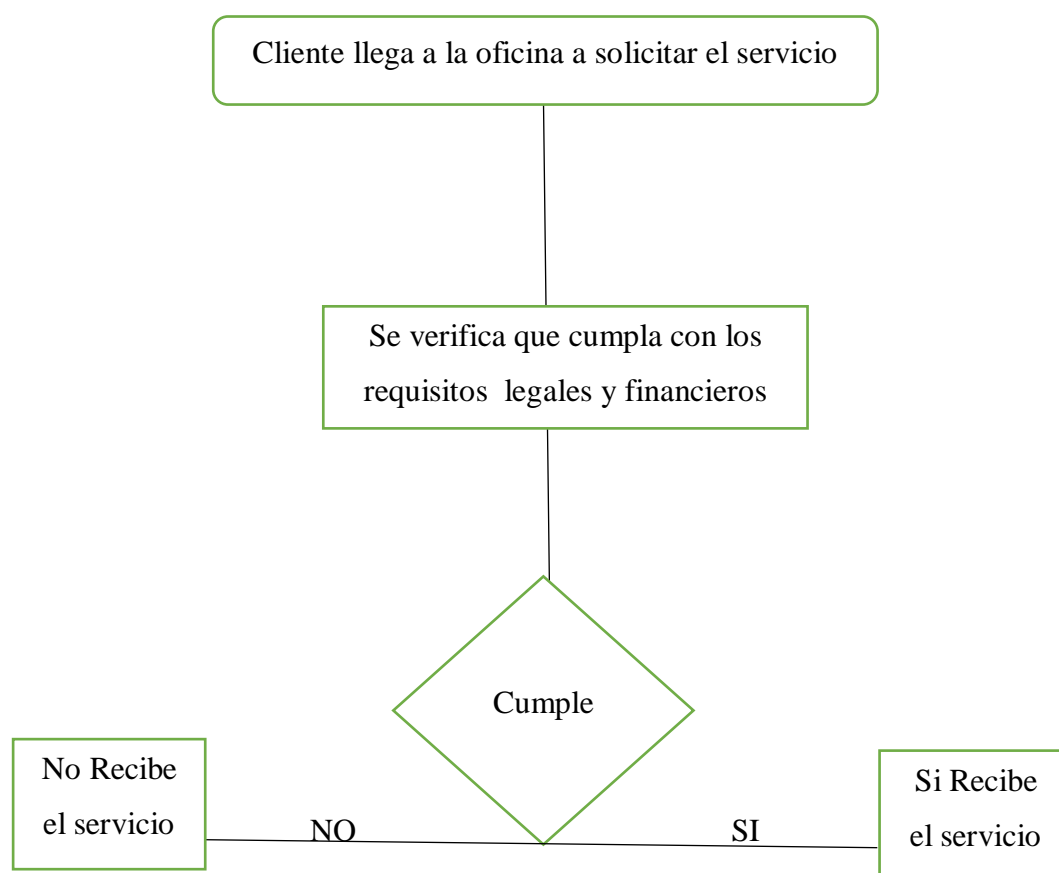 Cliente llega a la oficina a solicitar el servicio
Se verifica que cumpla con los
requisitos  legales y financieros
Cumple
No Recibe
el servicio
NO
SI
Si Recibe
el servicio